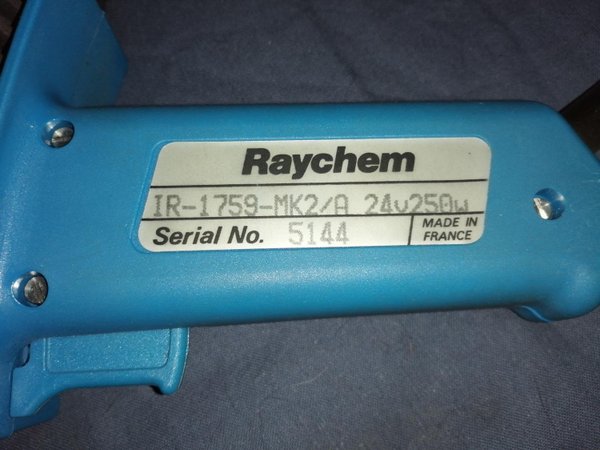 Raychem
IR-1759-MK2/A 24v250w
Serial No. 5144
MADE IN
FRANCE